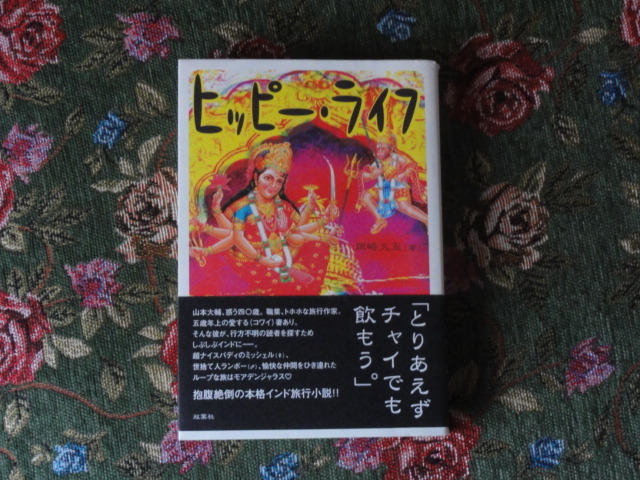 ヒッピー・ライフ
岡崎大五［著］
「とりあえず
チャイでも
飲もう。」
山本大輔、惑う四〇歳。職業、トホホな旅行作家。
五歳年上の愛する（コワイ）妻あり。
そんな彼が、行方不明の読者を探すため
しぶしぶインドに――。
超ナイスバディのミッシェル（♀）、
世捨て人ランボー（♂）、愉快な仲間をひき連れた
ループな旅はモアデンジャラス♡
抱腹絶倒の本格インド旅行小説!!
双葉社